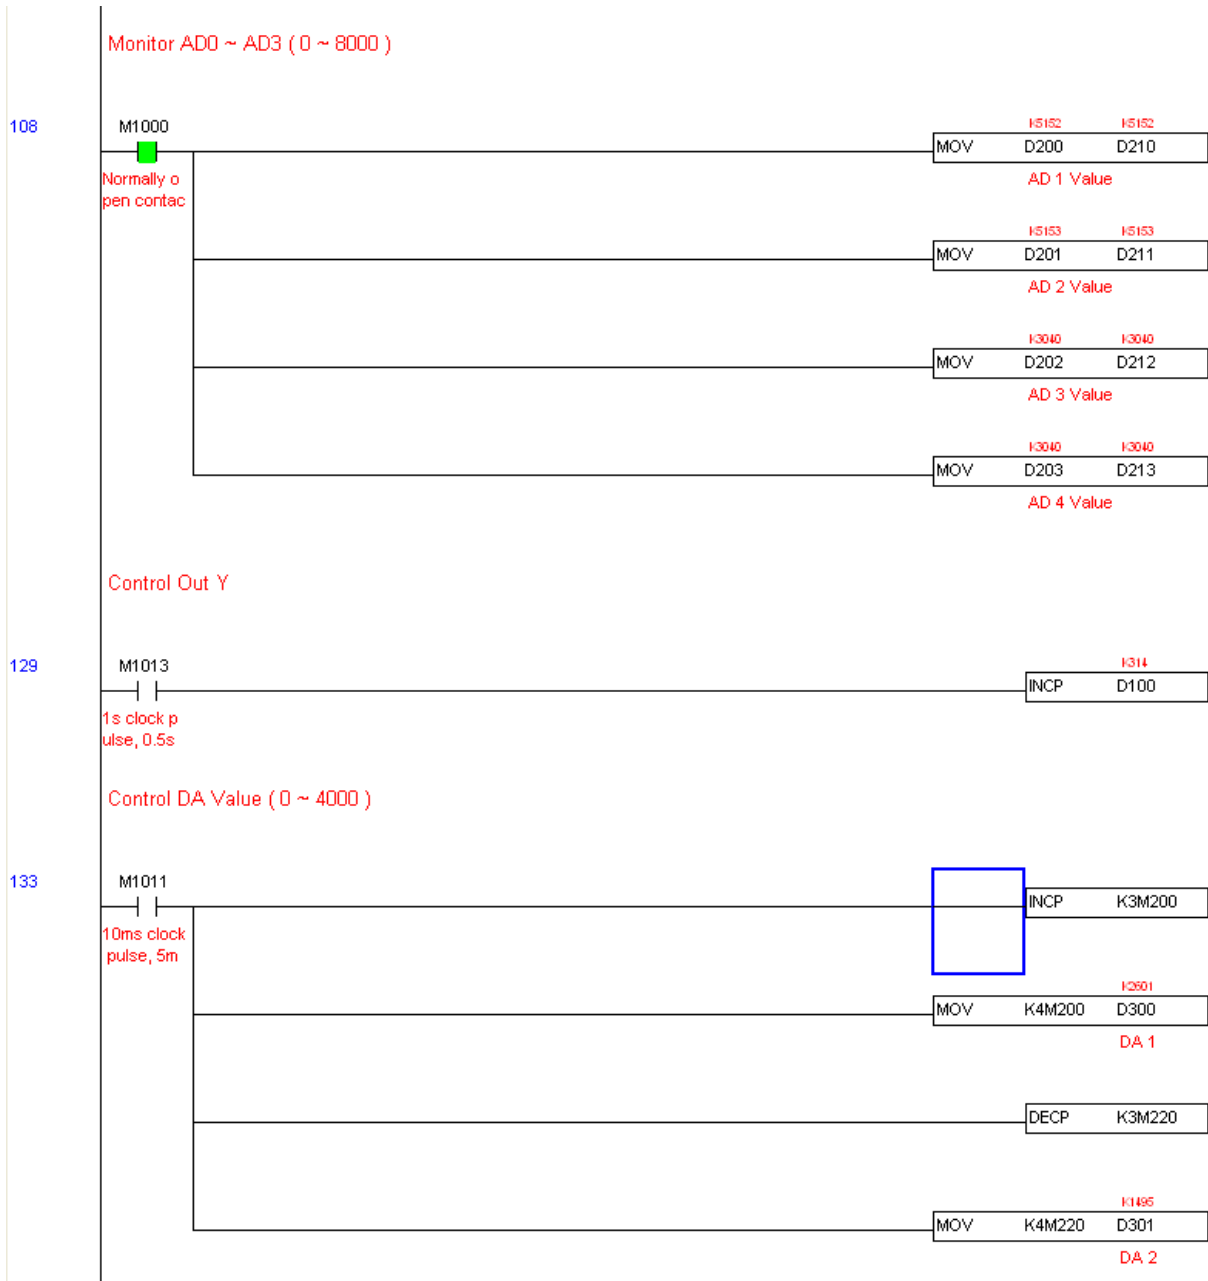 Monitor AD0 ~ AD3 ( 0 ~ 8000 )
108 M1000 K5152 K5152
MOV D200 D210
Normally o
pen contac
AD 1 Value
K5153 K5153
MOV D201 D211
AD 2 Value
K3040 K3040
MOV D202 D212
AD 3 Value
K3040 K3040
MOV D203 D213
AD 4 Value
Control Out Y
129 M1013 K314
INCP D100
1s clock p
ulse, 0.5s
Control DA Value ( 0 ~ 4000 )
133 M1011
INCP K3M200
10ms clock
pulse, 5m
K2601
MOV K4M200 D300
DA 1
DECP K3M220
K1495
MOV K4M220 D301
DA 2